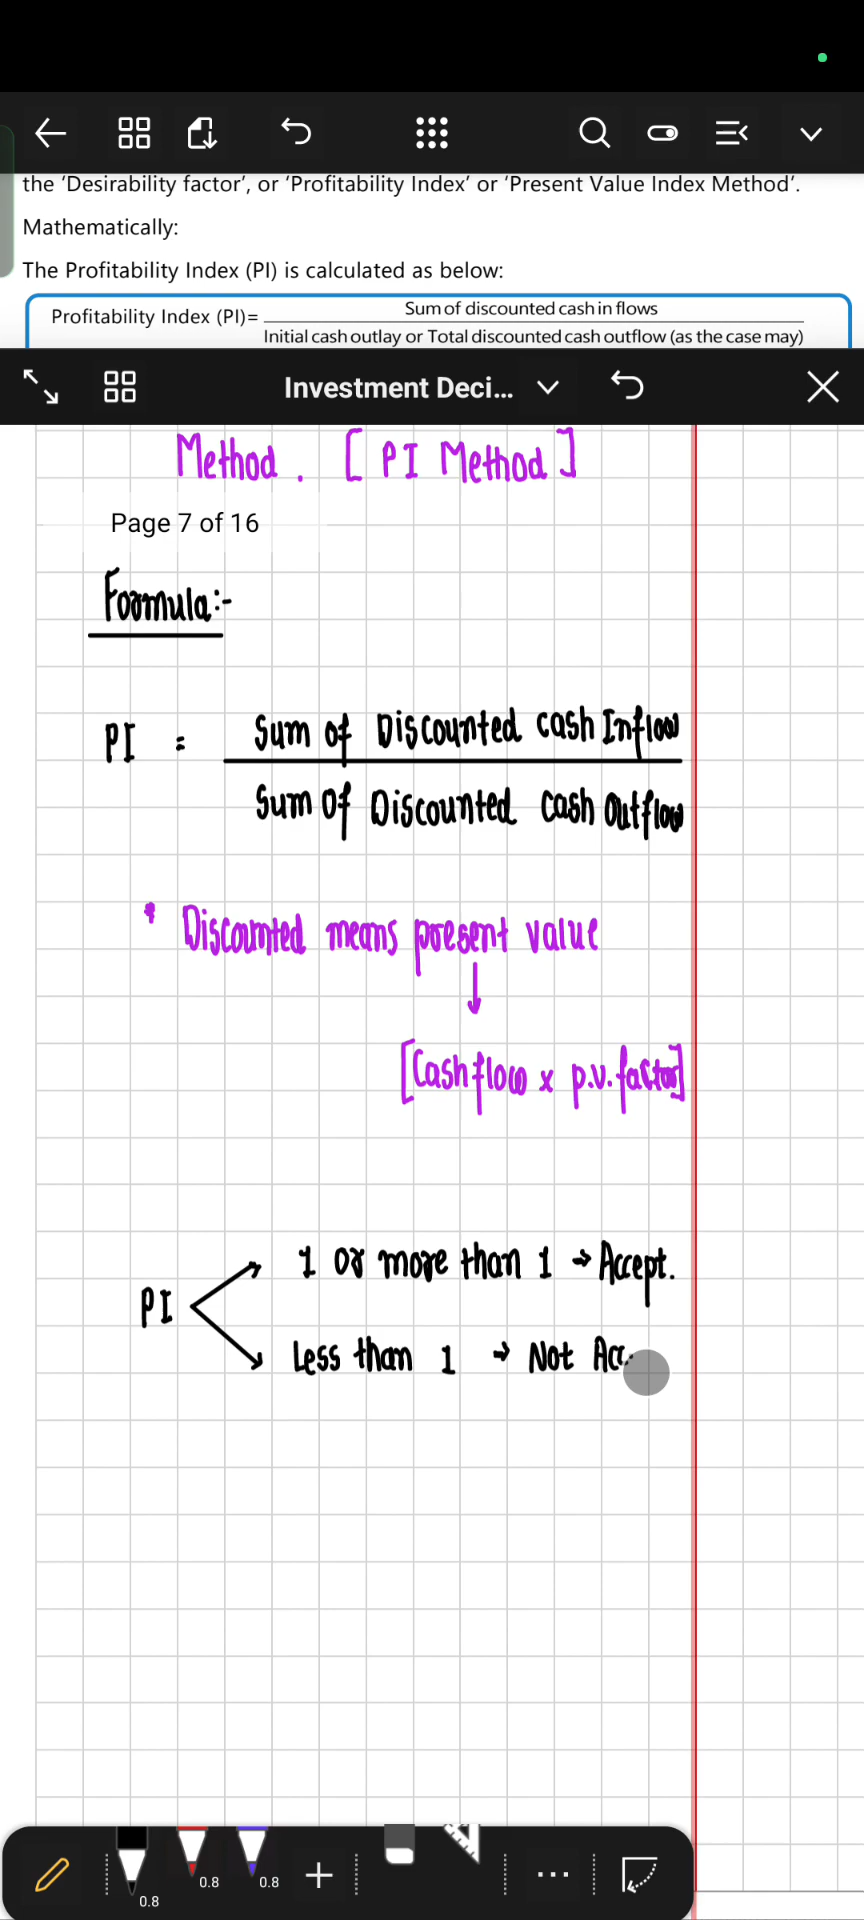 the ‘Desirability factor’, or ‘Profitability Index’ or ‘Present Value Index Method’.
Mathematically:
The Profitability Index (PI) is calculated as below:
Profitability Index (PI)= Sum of discounted cash in flows
Initial cash outlay or Total discounted cash outflow (as the case may)
Investment Deci...
Method. [PI Method]
Page 7 of 16
Formula:-
PI = Sum of Discounted cash Inflow
Sum of Discounted cash Outflow
* Discounted means present value
↓
[Cash flow x p.v. factor]
1 or more than 1 → Accept.
PI
Less than 1 → Not Acc
0.8 0.8 0.8